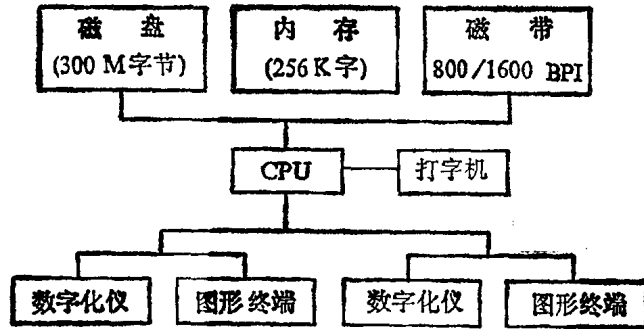 磁 盘
(300 M字节)
内 存
(256 K字)
磁 带
800/1600 BPI
CPU
打字机
数字化仪
图形终端
数字化仪
图形终端